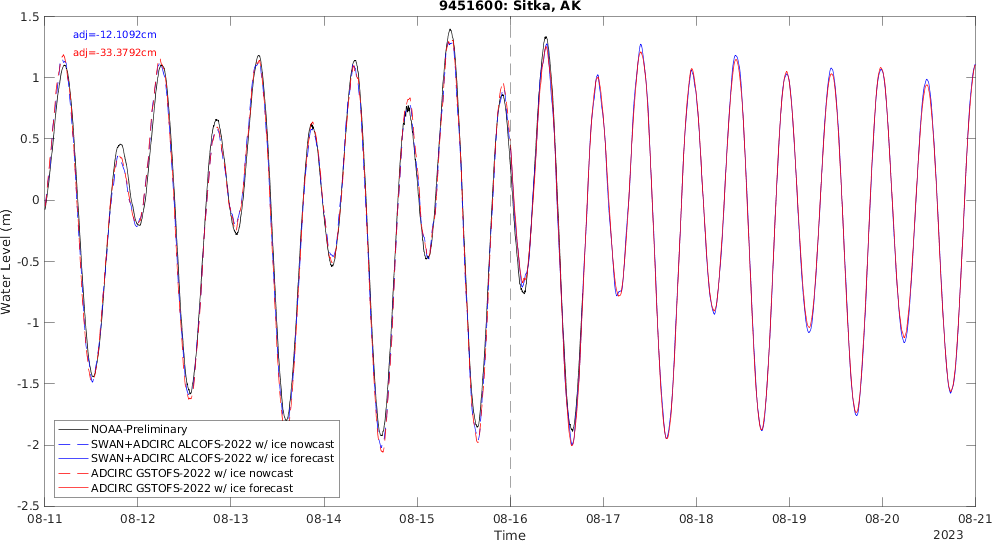 9451600: Sitka, AK
adj=-12.1092cm
adj=-33.3792cm
Water Level (m)
1.5
1
0.5
0
-0.5
-1
-1.5
-2
-2.5
NOAA-Preliminary
SWAN+ADCIRC ALCOFS-2022 w/ ice nowcast
SWAN+ADCIRC ALCOFS-2022 w/ ice forecast
ADCIRC GSTOFS-2022 w/ ice nowcast
ADCIRC GSTOFS-2022 w/ ice forecast
08-11 08-12 08-13 08-14 08-15 08-16 08-17 08-18 08-19 08-20 08-21
Time
2023